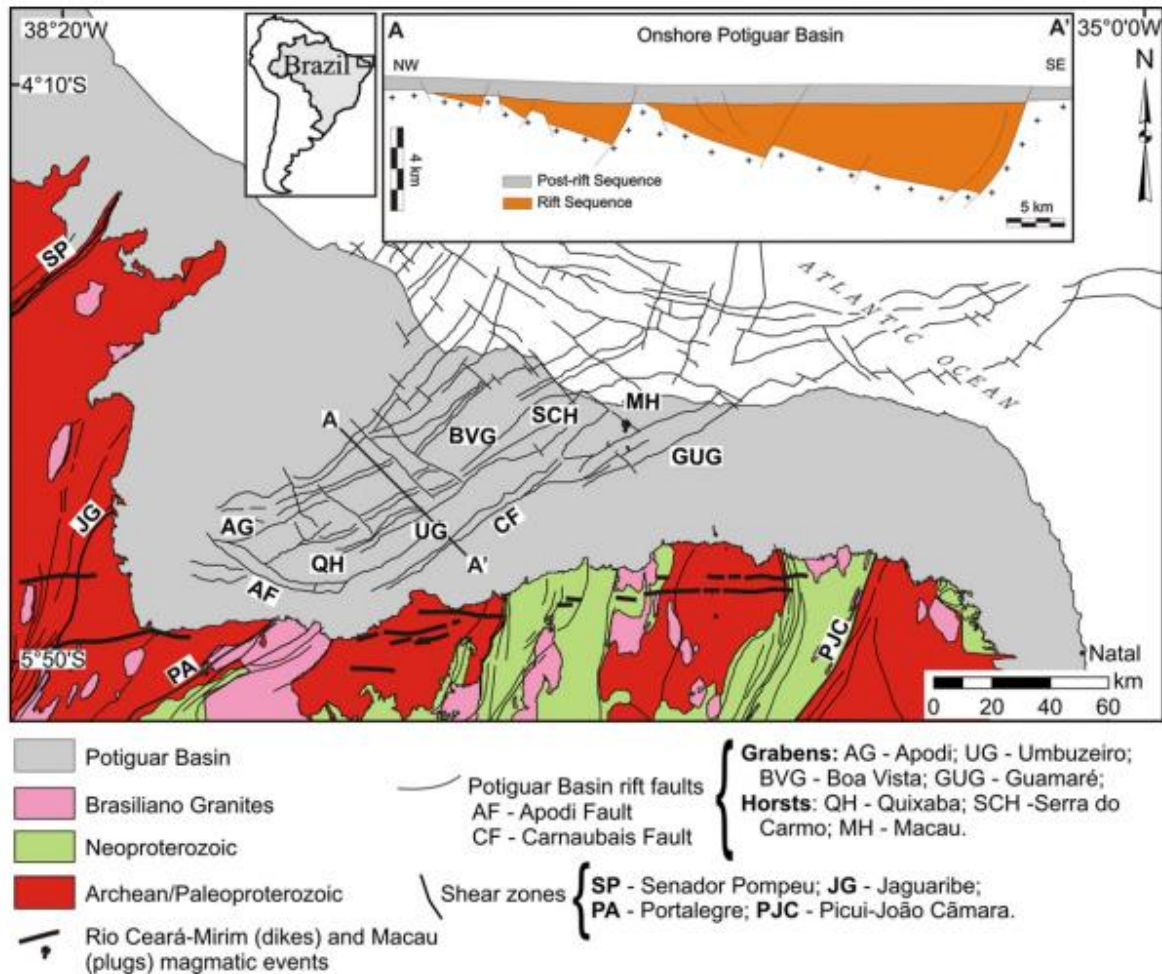 38°20'W
35°0'0"W
4°10'S
5°50'S
A
Onshore Potiguar Basin
A'
NW
SE
4 km
Post-rift Sequence
Rift Sequence
5 km
N
Brazil
SP
ATLANTIC OCEAN
A
BVG
SCH
MH
GUG
JG
AG
UG
CF
QH
A'
AF
PA
PJC
Natal
km
0 20 40 60
Potiguar Basin
Brasiliano Granites
Neoproterozoic
Archean/Paleoproterozoic
Rio Ceará-Mirim (dikes) and Macau
(plugs) magmatic events
Potiguar Basin rift faults
AF - Apodi Fault
CF - Carnaubais Fault
Grabens: AG - Apodi; UG - Umbuzeiro;
BVG - Boa Vista; GUG - Guamaré;
Horsts: QH - Quixaba; SCH -Serra do
Carmo; MH - Macau.
Shear zones
SP - Senador Pompeu; JG - Jaguaribe;
PA - Portalegre; PJC - Picui-João Cãmara.